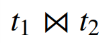 t₁ ⋈ t₂